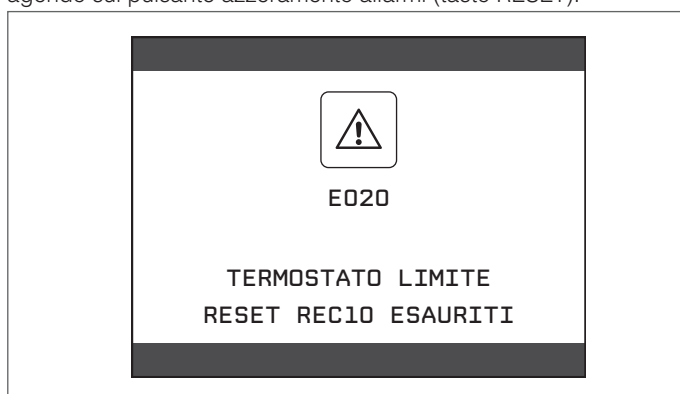 agendo sul pulsante azzeramento allarmi (tasto RESET).
E020
TERMOSTATO LIMITE
RESET REC10 ESAURITI